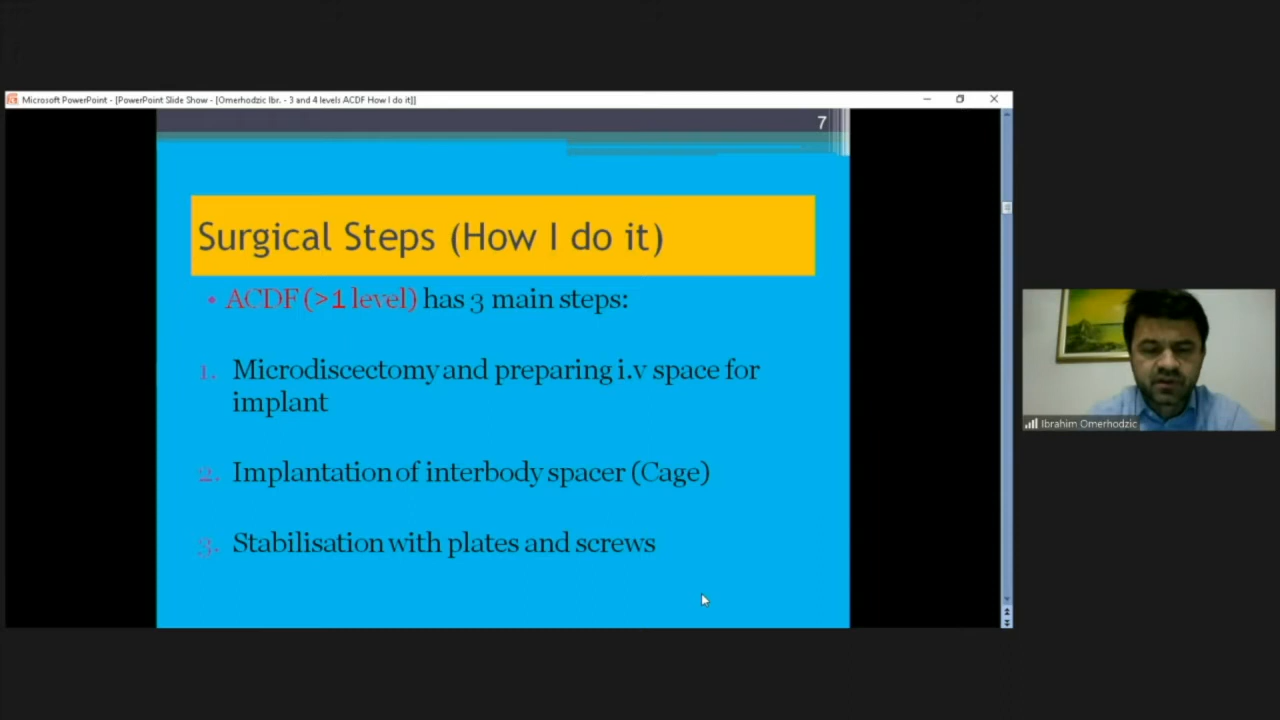 Microsoft PowerPoint - [PowerPoint Slide Show - [Omerhodzic Ibr. - 3 and 4 levels ACDF How I do it]]
7
Surgical Steps (How I do it)
• ACDF (>1 level) has 3 main steps:
1. Microdiscectomy and preparing i.v space for
implant
2. Implantation of interbody spacer (Cage)
3. Stabilisation with plates and screws
Ibrahim Omerhodzic